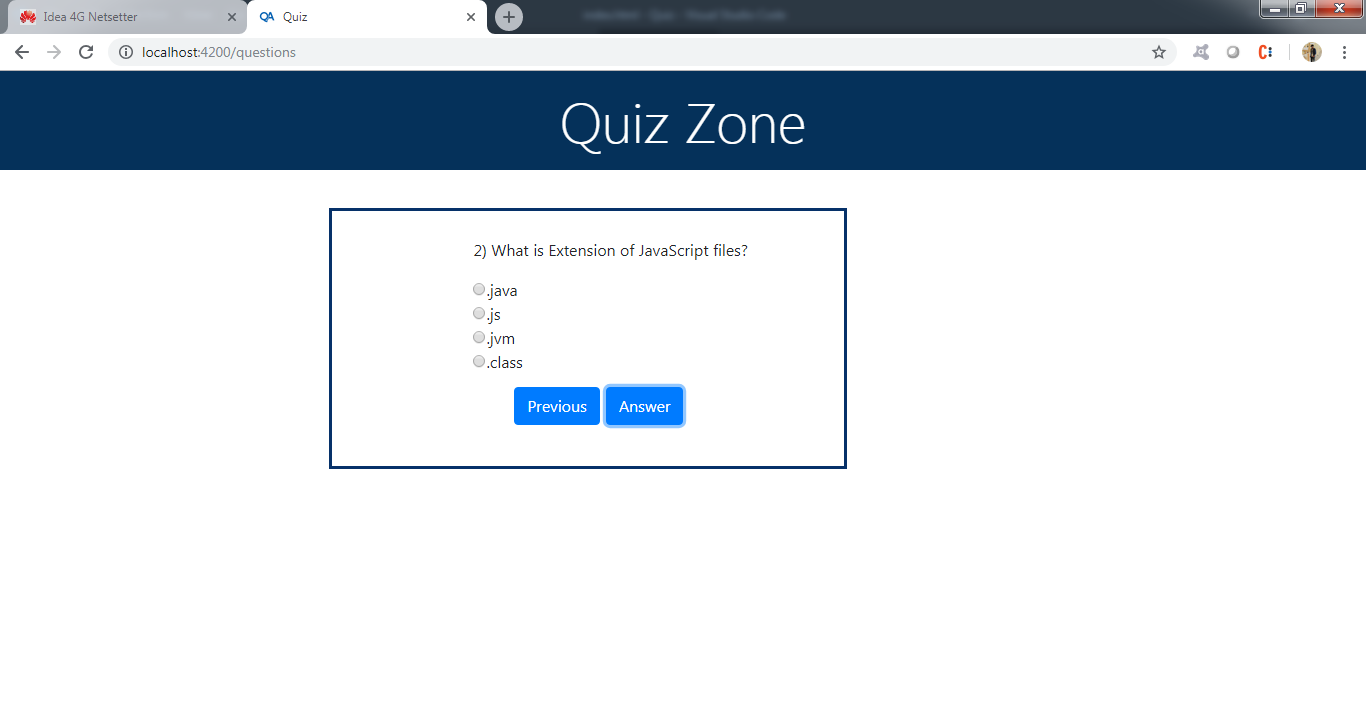 Idea 4G Netsetter
QA Quiz
localhost:4200/questions
Quiz Zone
2) What is Extension of JavaScript files?
.java
.js
.jvm
.class
Previous Answer